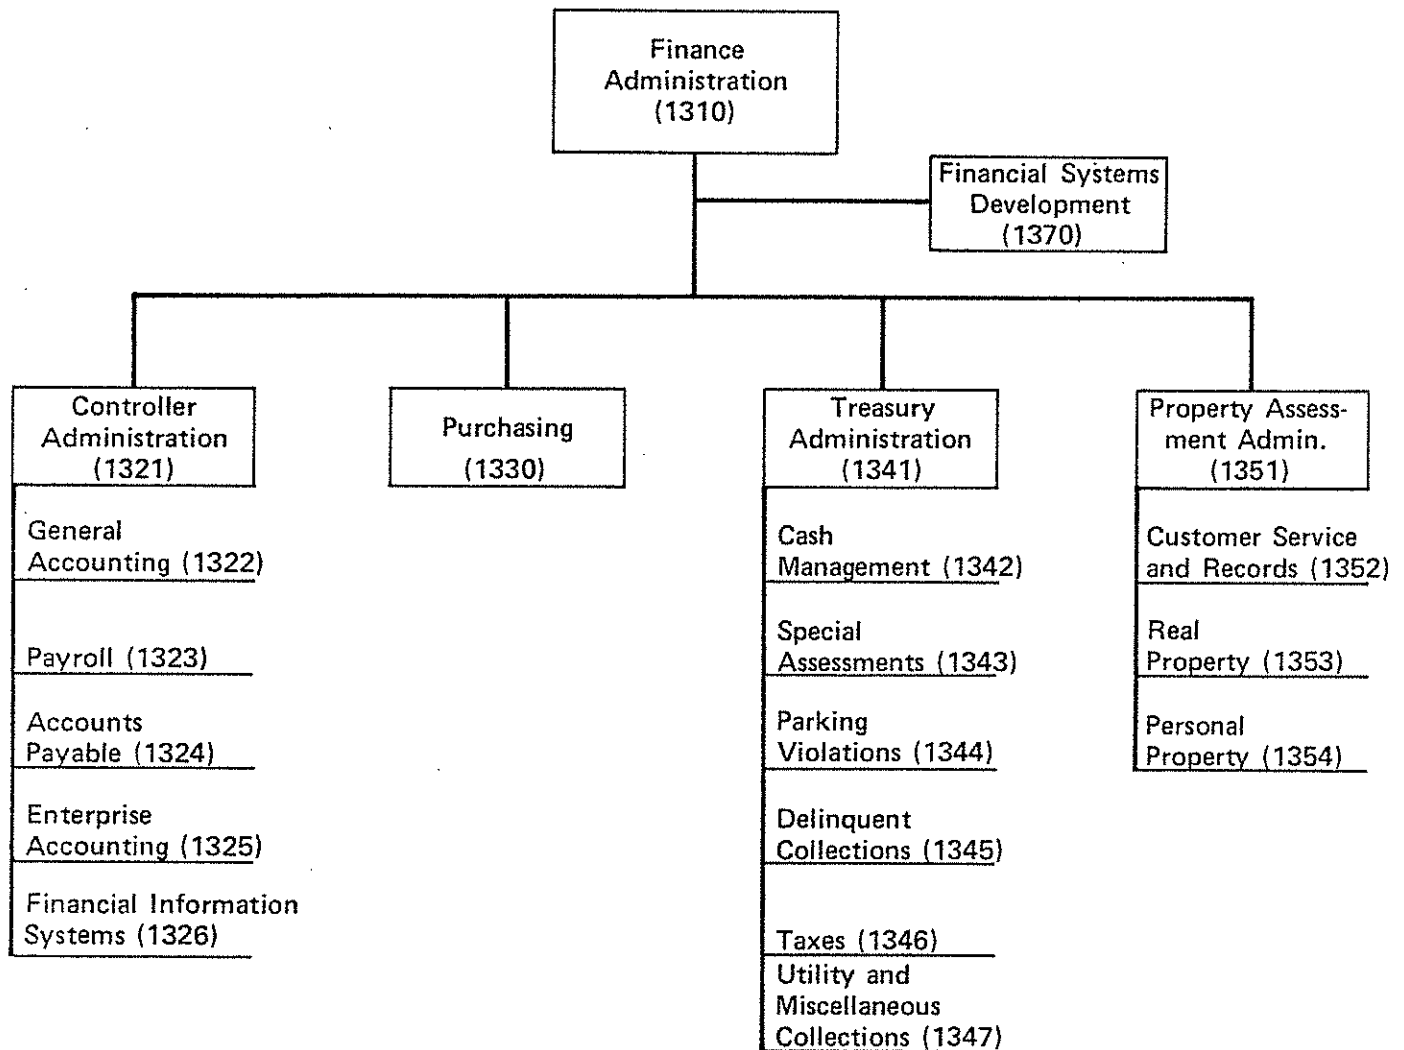 Finance
Administration
(1310)
Financial Systems
Development
(1370)
Controller
Administration
(1321)
General
Accounting (1322)
Payroll (1323)
Accounts
Payable (1324)
Enterprise
Accounting (1325)
Financial Information
Systems (1326)
Purchasing
(1330)
Treasury
Administration
(1341)
Cash
Management (1342)
Special
Assessments (1343)
Parking
Violations (1344)
Delinquent
Collections (1345)
Taxes (1346)
Utility and
Miscellaneous
Collections (1347)
Property Assess-
ment Admin.
(1351)
Customer Service
and Records (1352)
Real
Property (1353)
Personal
Property (1354)